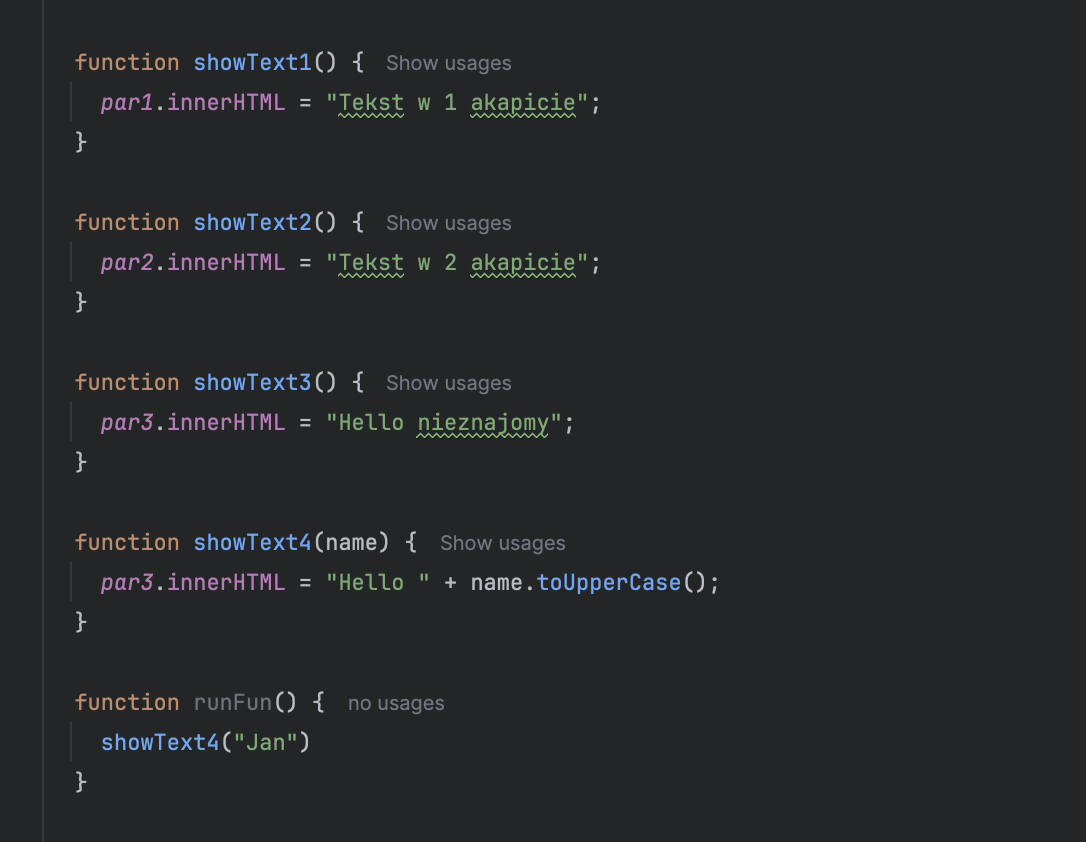 function showText1() { Show usages
par1.innerHTML = "Tekst w 1 akapicie";
}
function showText2() { Show usages
par2.innerHTML = "Tekst w 2 akapicie";
}
function showText3() { Show usages
par3.innerHTML = "Hello nieznajomy";
}
function showText4(name) { Show usages
par3.innerHTML = "Hello " + name.toUpperCase();
}
function runFun() { no usages
showText4("Jan")
}